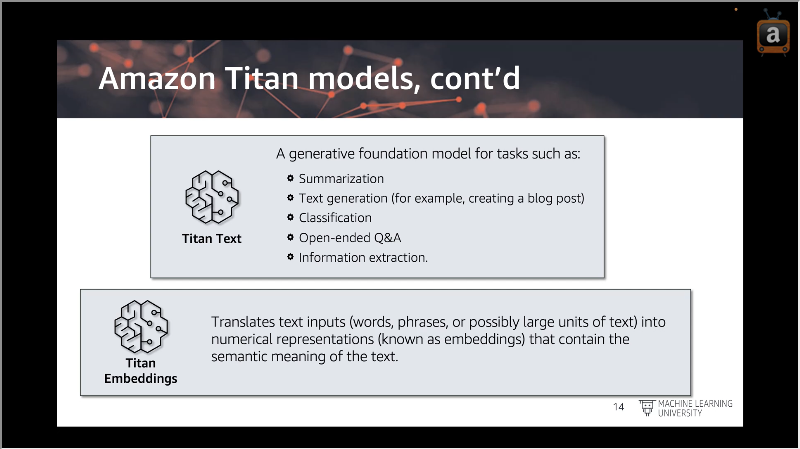 a
Amazon Titan models, cont’d
A generative foundation model for tasks such as:
Summarization
Text generation (for example, creating a blog post)
Classification
Open-ended Q&A
Information extraction.
Titan Text
Translates text inputs (words, phrases, or possibly large units of text) into
numerical representations (known as embeddings) that contain the
semantic meaning of the text.
Titan
Embeddings
14
MACHINE LEARNING
UNIVERSITY